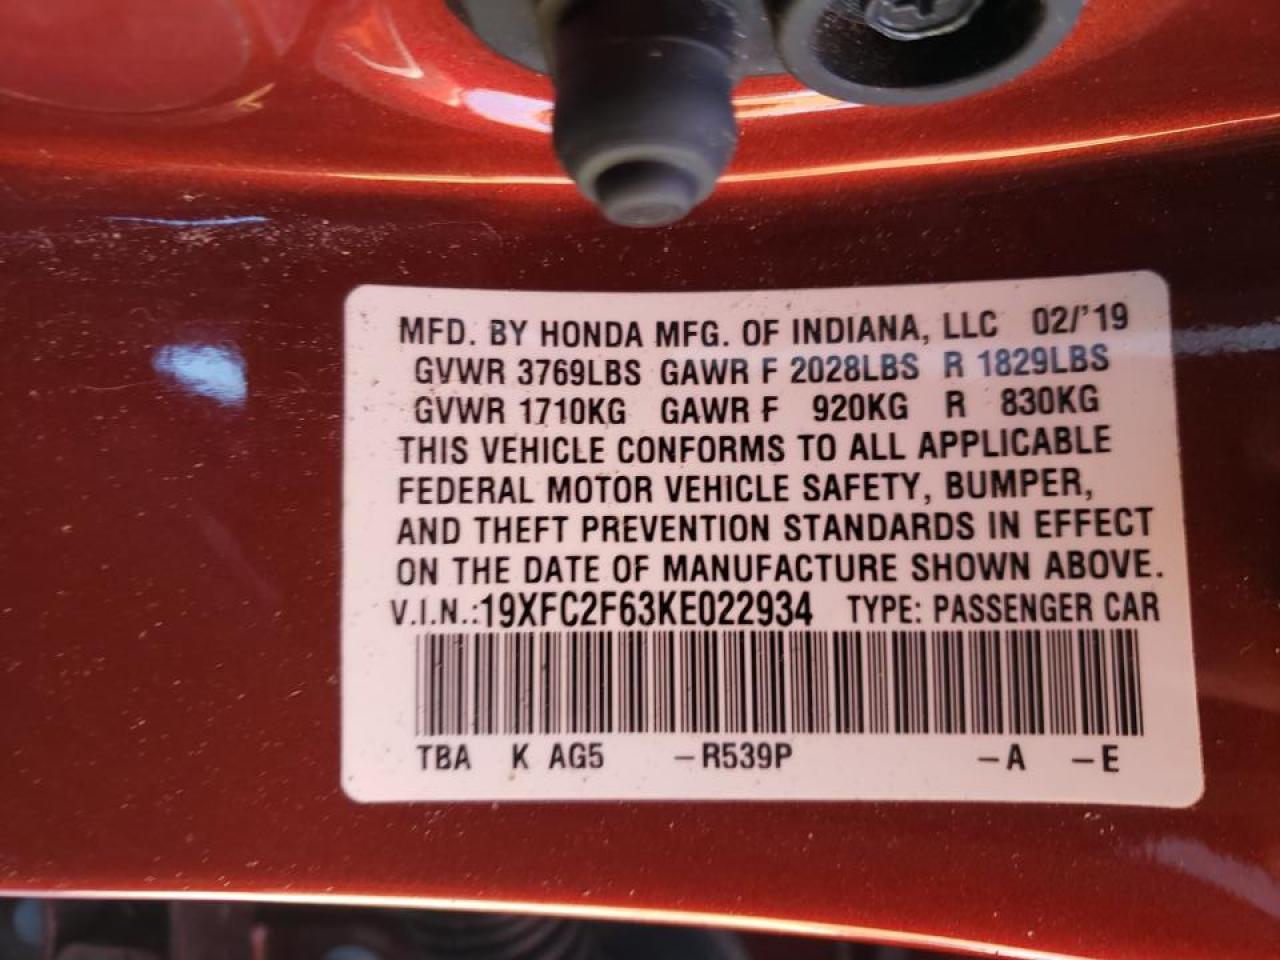 MFD. BY HONDA MFG. OF INDIANA, LLC 02/'19
GVWR 3769LBS GAWR F 2028LBS R 1829LBS
GVWR 1710KG GAWR F 920KG R 830KG
THIS VEHICLE CONFORMS TO ALL APPLICABLE
FEDERAL MOTOR VEHICLE SAFETY, BUMPER,
AND THEFT PREVENTION STANDARDS IN EFFECT
ON THE DATE OF MANUFACTURE SHOWN ABOVE.
V.I.N.:19XFC2F63KE022934 TYPE: PASSENGER CAR
TBA K AG5 –R539P –A –E